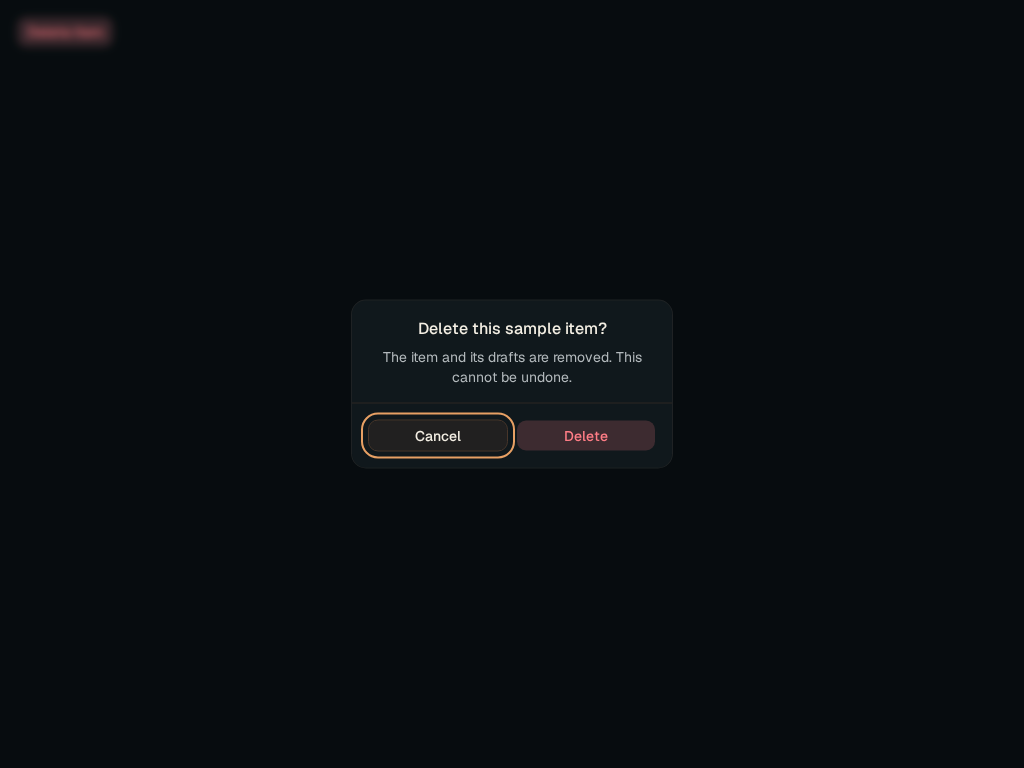 Delete this sample item?
The item and its drafts are removed. This
cannot be undone.
Cancel
Delete